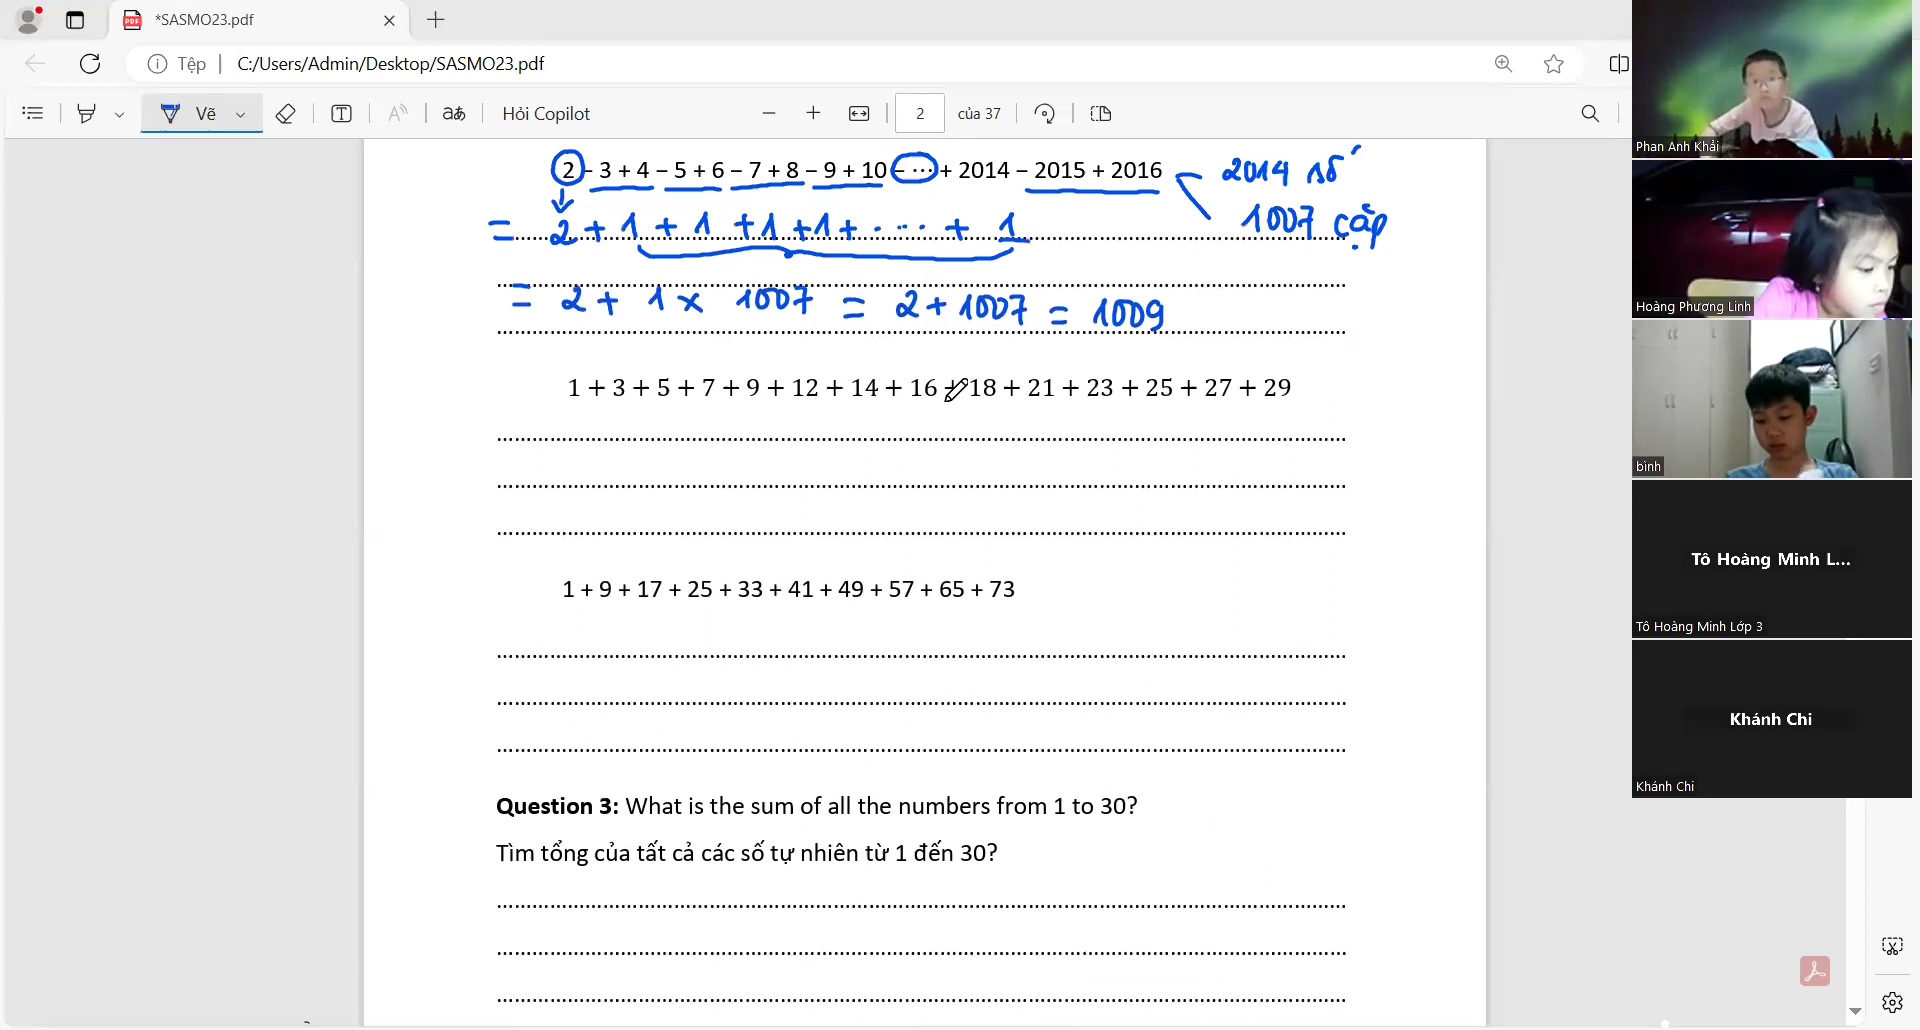 *SASMO23.pdf
Tệp
C:/Users/Admin/Desktop/SASMO23.pdf
Vẽ
aあ
Hỏi Copilot
2 của 37
2 − 3 + 4 − 5 + 6 − 7 + 8 − 9 + 10 − ⋯ + 2014 − 2015 + 2016
2014 số
1007 cặp
= 2 + 1 + 1 + 1 + 1 + ..... + 1
= 2 + 1 x 1007 = 2 + 1007 = 1009
1 + 3 + 5 + 7 + 9 + 12 + 14 + 16 + 18 + 21 + 23 + 25 + 27 + 29
1 + 9 + 17 + 25 + 33 + 41 + 49 + 57 + 65 + 73
Question 3: What is the sum of all the numbers from 1 to 30?
Tìm tổng của tất cả các số tự nhiên từ 1 đến 30?
Phan Anh Khải
Hoàng Phương Linh
bình
Tô Hoàng Minh L...
Tô Hoàng Minh Lớp 3
Khánh Chi
Khánh Chi